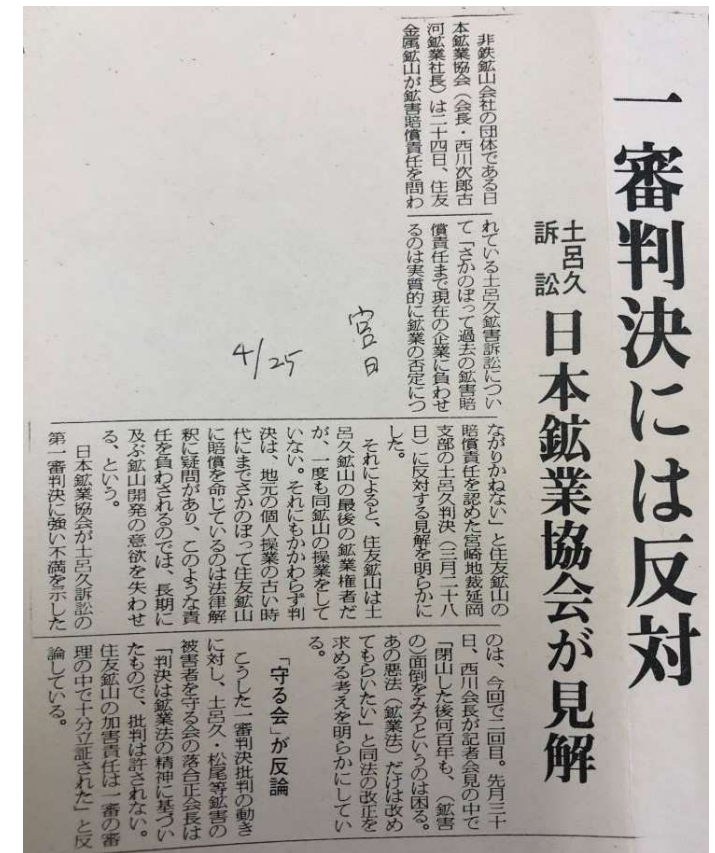 一審判決には反対
土呂久
訴訟
日本鉱業協会が見解
非鉄鉱山会社の団体である日
本鉱業協会(会長・西川次郎古
河鉱業社長)は二十四日、住友
金属鉱山が鉱害賠償責任を問わ
れている土呂久鉱害訴訟につい
て「さかのぼって過去の鉱害賠
償責任まで現在の企業に負わせ
るのは実質的に鉱業の否定につ
ながりかねない」と住友鉱山の
賠償責任を認めた宮崎地裁延岡
支部の土呂久判決(三月二十八
日)に反対する見解を明らかに
した。
それによると、住友鉱山は土
呂久鉱山の最後の鉱業権者だ
が、一度も同鉱山の操業をして
いない。それにもかかわらず判
決は、地元の個人操業の古い時
代にまでさかのぼって住友鉱山
に賠償を命じているのは法律解
釈に疑問があり、このような責
任を負わされるのでは、長期に
及ぶ鉱山開発の意欲を失わせ
る、という。
日本鉱業協会が土呂久訴訟の
第一審判決に強い不満を示した
のは、今回で二回目。先月三十
日、西川会長が記者会見の中で
「閉山した後何百年も、(鉱害
の)面倒をみろというのは困る。
あの悪法(鉱業法)だけは改め
てもらいたい」と同法の改正を
求める考えを明らかにしてい
る。
「守る会」が反論
こうした一審判決批判の動き
に対し、土呂久・松尾等鉱害の
被害者を守る会の落合正会長は
「判決は鉱業法の精神に基づい
たもので、批判は許されない。
住友鉱山の加害責任は一審の審
理の中で十分立証された」と反
論している。
宮日
4/25